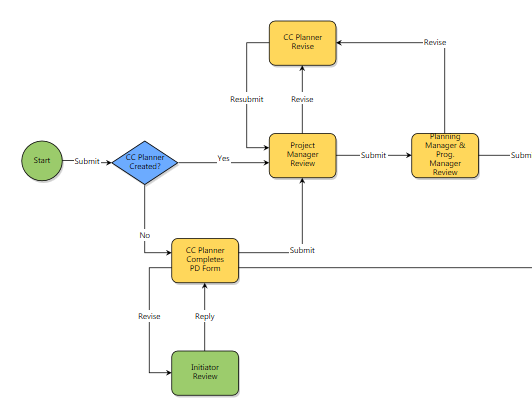 CC Planner
Revise
Revise
Resubmit
Revise
Start
Submit
CC Planner
Created?
Yes
Project
Manager
Review
Submit
Planning
Manager &
Prog.
Manager
Review
Subm
No
CC Planner
Completes
PD Form
Submit
Revise
Reply
Initiator
Review